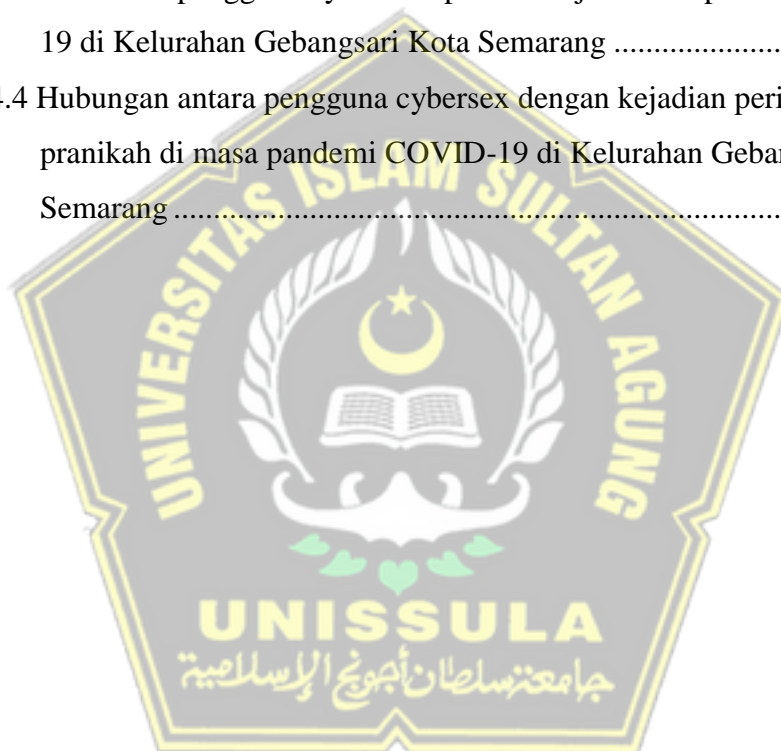 19 di Kelurahan Gebangsari Kota Semarang .....................
.4 Hubungan antara pengguna cybersex dengan kejadian peri
pranikah di masa pandemi COVID-19 di Kelurahan Geban
Semarang ..............................................................................
UNIVERSITAS ISLAM SULTAN AGUNG
UNISSULA
جامعة سلطان أجونج الإسلامية